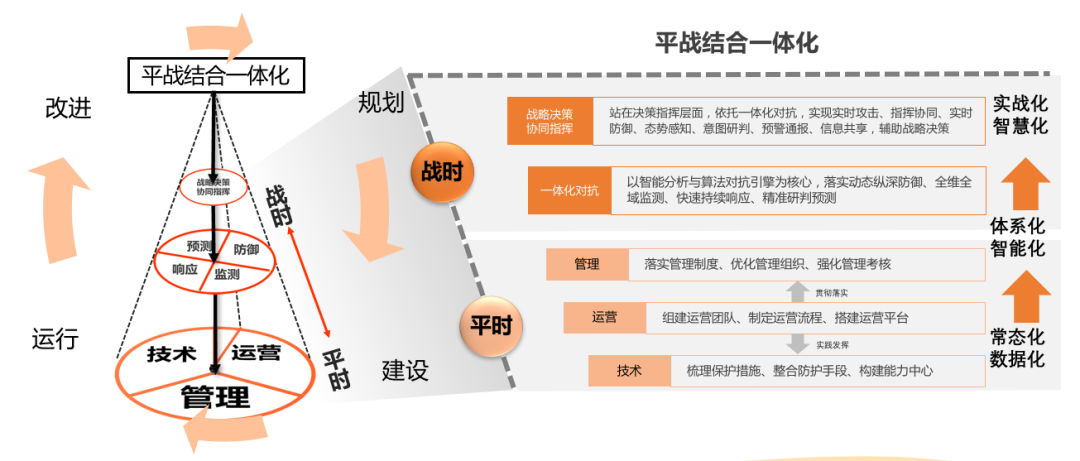 平战结合一体化
改进
运行
规划
建设
战略决策
协同指挥
预测
防御
响应
监测
技术
运营
管理
战时
平时
平战结合一体化
战时
战略决策
协同指挥
站在决策指挥层面，依托一体化对抗，实现实时攻击、指挥协同、实时
防御、态势感知、意图研判、预警通报、信息共享，辅助战略决策
一体化对抗
以智能分析与算法对抗引擎为核心，落实动态纵深防御、全维全
域监测、快速持续响应、精准研判预测
平时
管理
落实管理制度、优化管理组织、强化管理考核
贯彻落实
运营
组建运营团队、制定运营流程、搭建运营平台
实践发挥
技术
梳理保护措施、整合防护手段、构建能力中心
实战化
智慧化
体系化
智能化
常态化
数据化